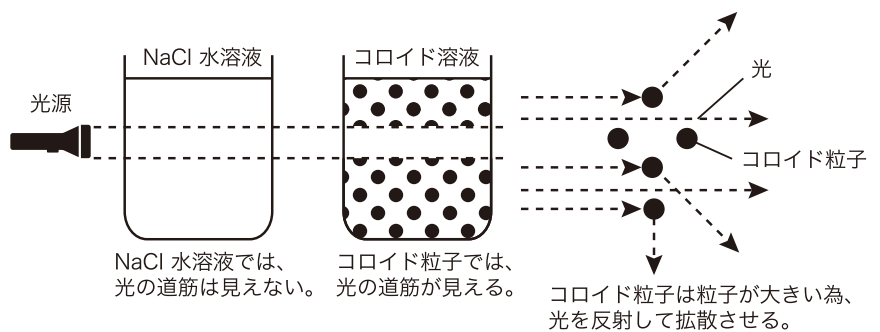 光源
NaCl 水溶液
コロイド溶液
光
コロイド粒子
NaCl 水溶液では、
光の道筋は見えない。
コロイド粒子では、
光の道筋が見える。
コロイド粒子は粒子が大きい為、
光を反射して拡散させる。